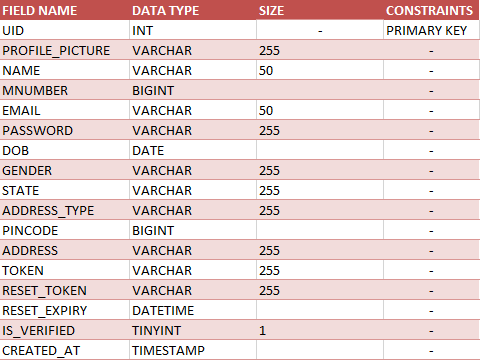 FIELD NAME DATA TYPE SIZE CONSTRAINTS
UID INT - PRIMARY KEY
PROFILE_PICTURE VARCHAR 255 -
NAME VARCHAR 50 -
MNUMBER BIGINT -
EMAIL VARCHAR 50 -
PASSWORD VARCHAR 255 -
DOB DATE -
GENDER VARCHAR 255 -
STATE VARCHAR 255 -
ADDRESS_TYPE VARCHAR 255 -
PINCODE BIGINT -
ADDRESS VARCHAR 255 -
TOKEN VARCHAR 255 -
RESET_TOKEN VARCHAR 255 -
RESET_EXPIRY DATETIME -
IS_VERIFIED TINYINT 1 -
CREATED_AT TIMESTAMP -